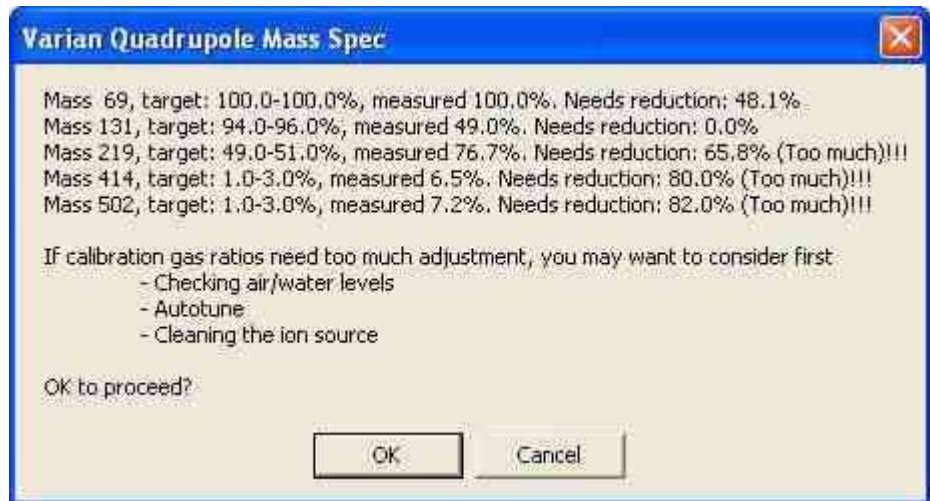 Varian Quadrupole Mass Spec
Mass  69, target: 100.0-100.0%, measured 100.0%. Needs reduction: 48.1%
Mass 131, target: 94.0-96.0%, measured 49.0%. Needs reduction: 0.0%
Mass 219, target: 49.0-51.0%, measured 76.7%. Needs reduction: 65.8% (Too much)!!!
Mass 414, target: 1.0-3.0%, measured 6.5%. Needs reduction: 80.0% (Too much)!!!
Mass 502, target: 1.0-3.0%, measured 7.2%. Needs reduction: 82.0% (Too much)!!!
If calibration gas ratios need too much adjustment, you may want to consider first
- Checking air/water levels
- Autotune
- Cleaning the ion source
OK to proceed?
OK
Cancel